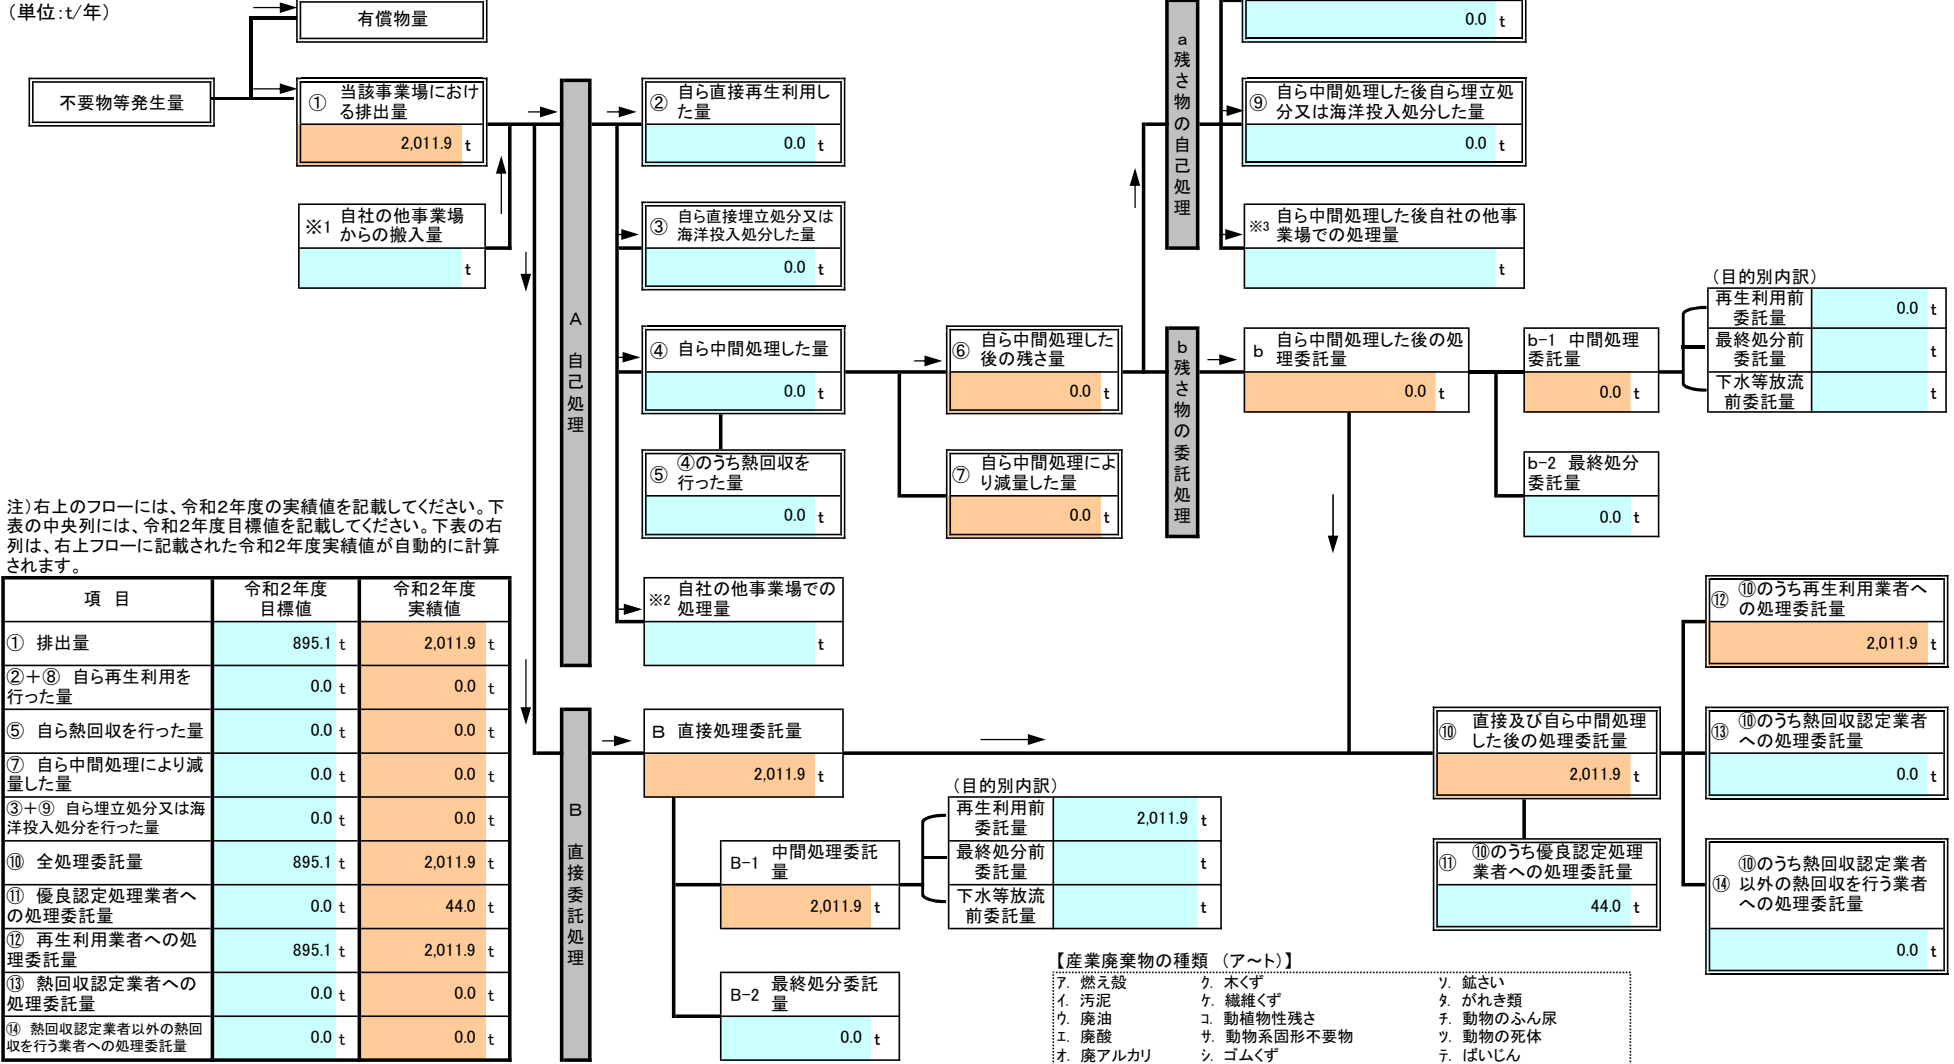 (単位:t/年)
有償物量
不要物等発生量
① 当該事業場におけ
る排出量
2,011.9 t
※1 自社の他事業場
からの搬入量
t
A 自己処理
② 自ら直接再生利用し
た量
0.0 t
③ 自ら直接埋立処分又は
海洋投入処分した量
0.0 t
④ 自ら中間処理した量
0.0 t
⑤ ④のうち熱回収を
行った量
0.0 t
※2 自社の他事業場での
処理量
t
⑥ 自ら中間処理した
後の残さ量
0.0 t
⑦ 自ら中間処理によ
り減量した量
0.0 t
a 残さ物の自己処理
0.0 t
⑨ 自ら中間処理した後自ら埋立処
分又は海洋投入処分した量
0.0 t
※3 自ら中間処理した後自社の他事
業場での処理量
t
b 残さ物の委託処理
b 自ら中間処理した後の処
理委託量
0.0 t
b-1 中間処理
委託量
0.0 t
b-2 最終処分
委託量
0.0 t
(目的別内訳)
再生利用前
委託量
0.0 t
最終処分前
委託量
t
下水等放流
前委託量
t
注)右上のフローには、令和2年度の実績値を記載してください。下
表の中央列には、令和2年度目標値を記載してください。下表の右
列は、右上フローに記載された令和2年度実績値が自動的に計算
されます。
項 目 令和2年度 目標値 令和2年度 実績値
① 排出量 895.1 t 2,011.9 t
②+⑧ 自ら再生利用を
行った量 0.0 t 0.0 t
⑤ 自ら熱回収を行った量 0.0 t 0.0 t
⑦ 自ら中間処理により減
量した量 0.0 t 0.0 t
③+⑨ 自ら埋立処分又は海
洋投入処分を行った量 0.0 t 0.0 t
⑩ 全処理委託量 895.1 t 2,011.9 t
⑪ 優良認定処理業者へ
の処理委託量 0.0 t 44.0 t
⑫ 再生利用業者への処
理委託量 895.1 t 2,011.9 t
⑬ 熱回収認定業者への
処理委託量 0.0 t 0.0 t
⑭ 熱回収認定業者以外の熱回
収を行う業者への処理委託量 0.0 t 0.0 t
B 直接委託処理
B 直接処理委託量
2,011.9 t
B-1 中間処理委託
量
2,011.9 t
B-2 最終処分委託
量
0.0 t
(目的別内訳)
再生利用前
委託量
2,011.9 t
最終処分前
委託量
t
下水等放流
前委託量
t
⑩ 直接及び自ら中間処理
した後の処理委託量
2,011.9 t
⑪ ⑩のうち優良認定処理
業者への処理委託量
44.0 t
⑫ ⑩のうち再生利用業者へ
の処理委託量
2,011.9 t
⑬ ⑩のうち熱回収認定業者
への処理委託量
0.0 t
⑭ ⑩のうち熱回収認定業者
以外の熱回収を行う業者
への処理委託量
0.0 t
【産業廃棄物の種類 (ア~ト)】
ア. 燃え殻 ク. 木くず ソ. 鉱さい
イ. 汚泥 ケ. 繊維くず タ. がれき類
ウ. 廃油 コ. 動植物性残さ チ. 動物のふん尿
エ. 廃酸 サ. 動物系固形不要物 ツ. 動物の死体
オ. 廃アルカリ シ. ゴムくず テ. ばいじん